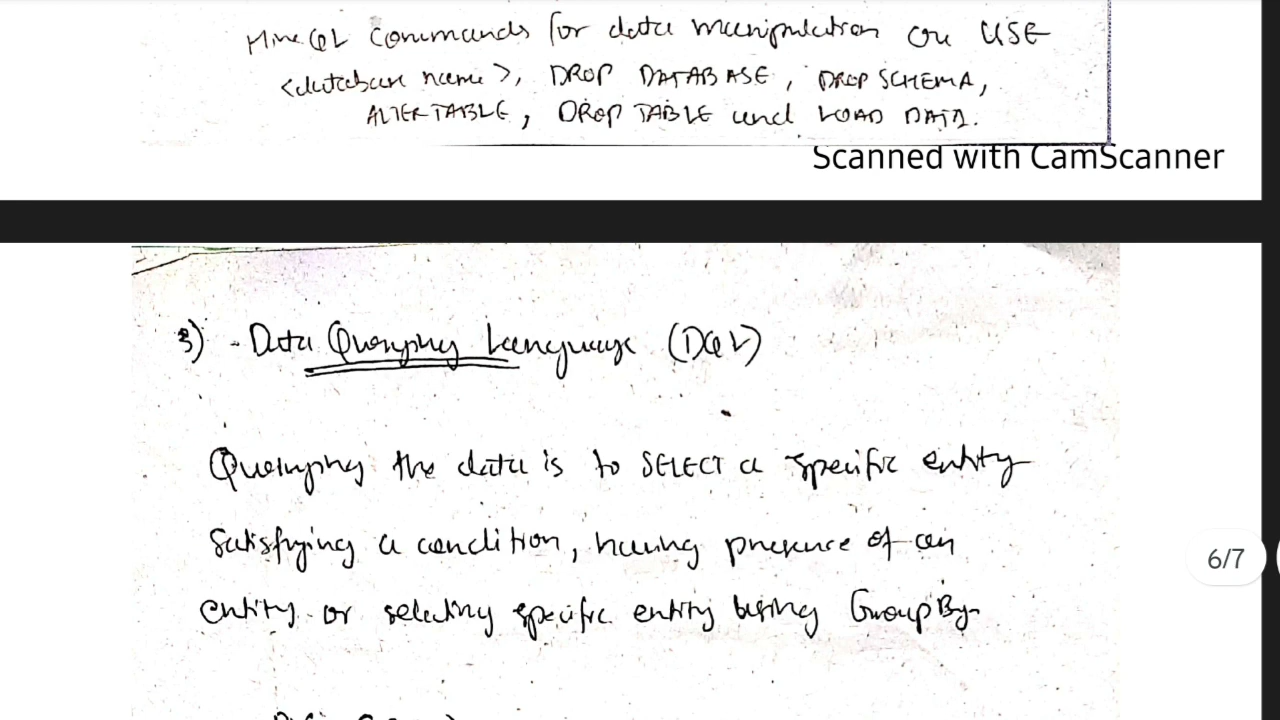 HiveQL Commands for data manipulation are USE
<database name>, DROP DATABASE, DROP SCHEMA,
ALTER TABLE, DROP TABLE and LOAD DATA.
Scanned with CamScanner
3) - Data Querying Language (DQL)
Querying the data is to SELECT a specific entity
satisfying a condition, having presence of an
entity or selecting specific entity using GroupBy.
6/7